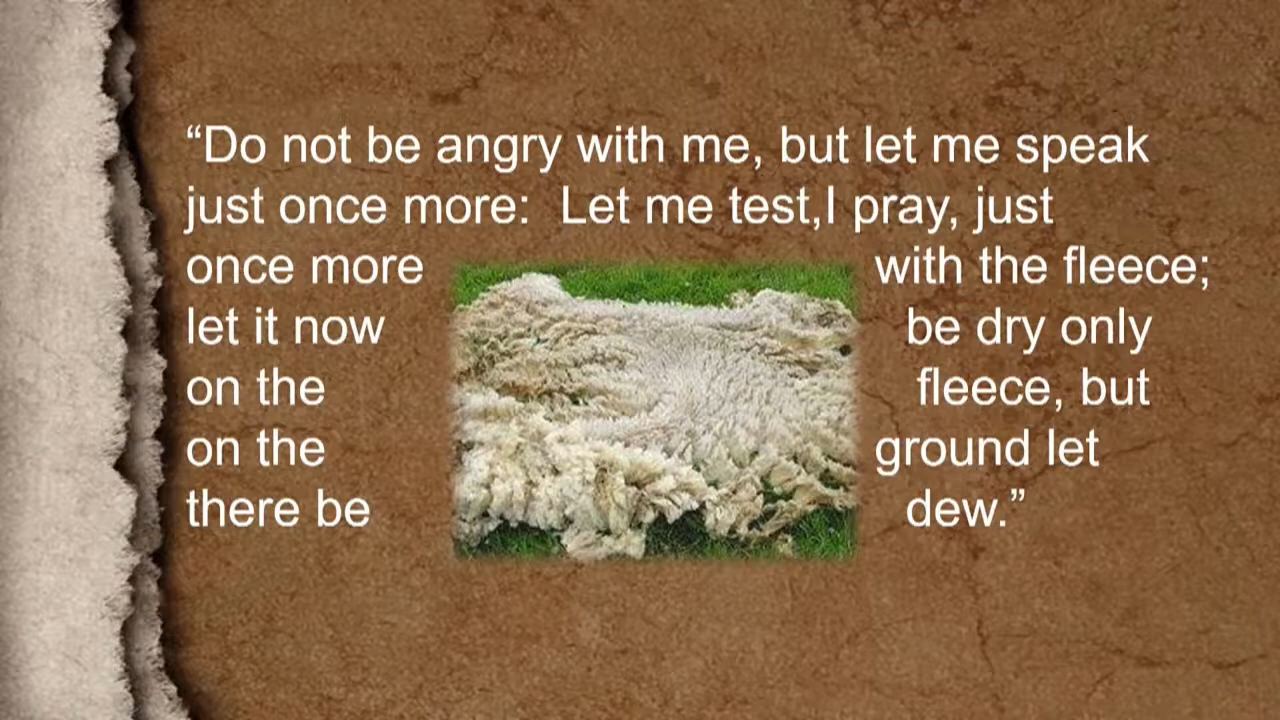 “Do not be angry with me, but let me speak
just once more:  Let me test,I pray, just
once more with the fleece;
let it now be dry only
on the fleece, but
on the ground let
there be dew.”